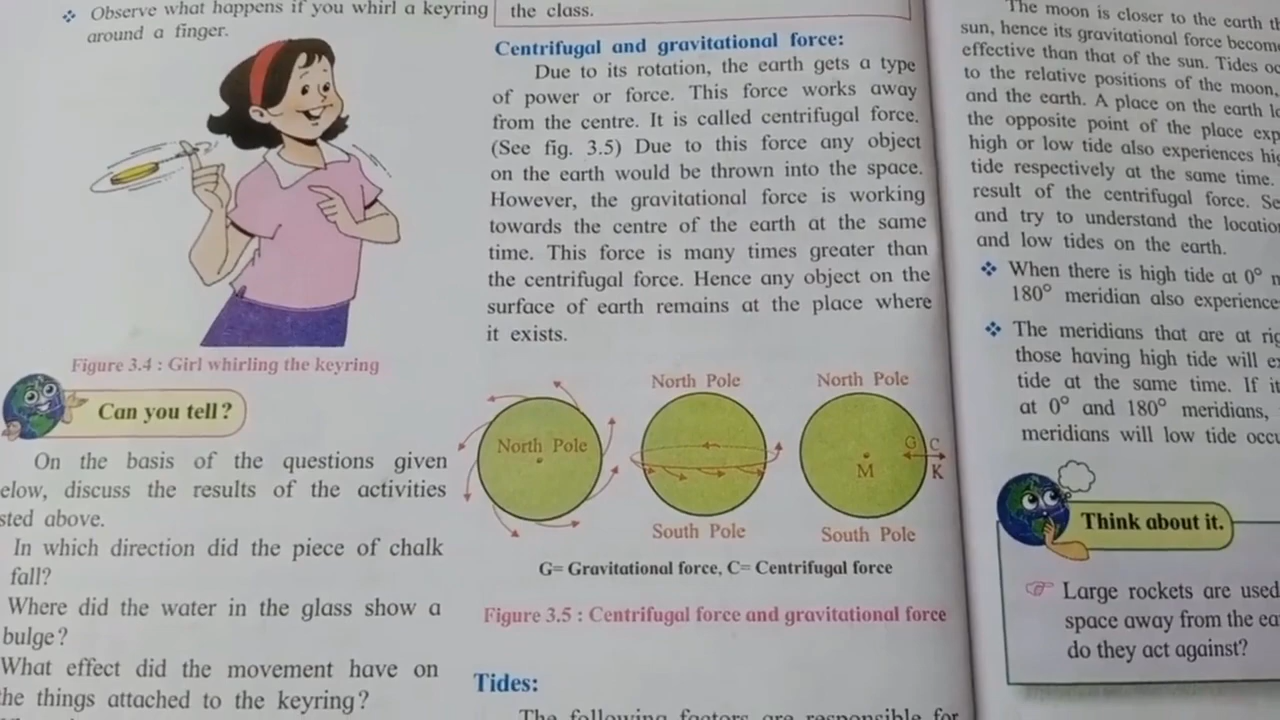 ❖ Observe what happens if you whirl a keyring
around a finger.
Figure 3.4 : Girl whirling the keyring
Can you tell?
On the basis of the questions given
elow, discuss the results of the activities
sted above.
In which direction did the piece of chalk
fall?
Where did the water in the glass show a
bulge?
What effect did the movement have on
he things attached to the keyring?
the class.
Centrifugal and gravitational force:
Due to its rotation, the earth gets a type
of power or force. This force works away
from the centre. It is called centrifugal force.
(See fig. 3.5) Due to this force any object
on the earth would be thrown into the space.
However, the gravitational force is working
towards the centre of the earth at the same
time. This force is many times greater than
the centrifugal force. Hence any object on the
surface of earth remains at the place where
it exists.
North Pole
North Pole
South Pole
North Pole
G C
M K
South Pole
G= Gravitational force, C= Centrifugal force
Figure 3.5 : Centrifugal force and gravitational force
Tides:
The following factors are responsible for
The moon is closer to the earth th
sun, hence its gravitational force becom
effective than that of the sun. Tides oc
to the relative positions of the moon,
and the earth. A place on the earth lo
the opposite point of the place exp
high or low tide also experiences hig
tide respectively at the same time.
result of the centrifugal force. Se
and try to understand the locatio
and low tides on the earth.
❖ When there is high tide at 0° m
180° meridian also experience
❖ The meridians that are at rig
those having high tide will ex
tide at the same time. If it
at 0° and 180° meridians,
meridians will low tide occu
Think about it.
☞ Large rockets are used
space away from the ea
do they act against?